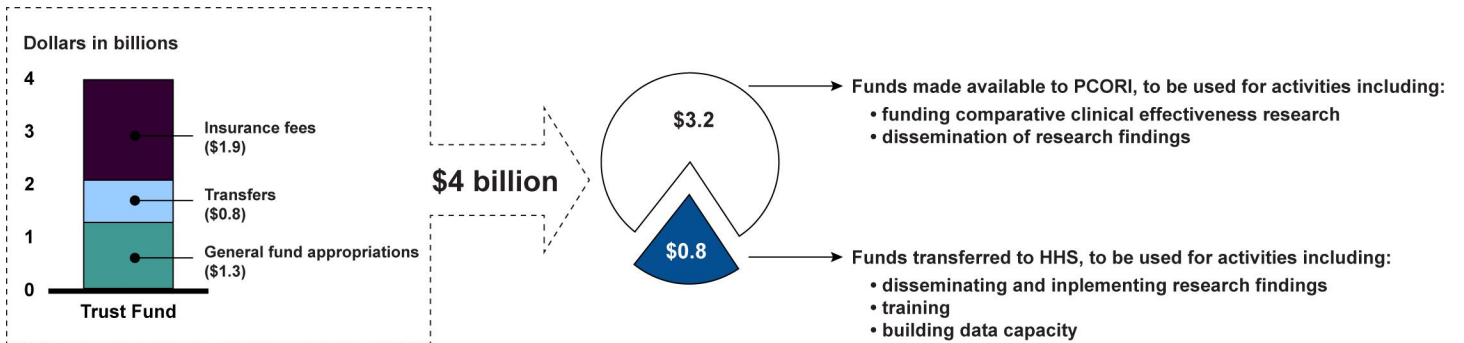 Dollars in billions
4
3
2
1
0
Insurance fees
($1.9)
Transfers
($0.8)
General fund appropriations
($1.3)
Trust Fund
$4 billion
$3.2
$0.8
Funds made available to PCORI, to be used for activities including:
• funding comparative clinical effectiveness research
• dissemination of research findings
Funds transferred to HHS, to be used for activities including:
• disseminating and inplementing research findings
• training
• building data capacity